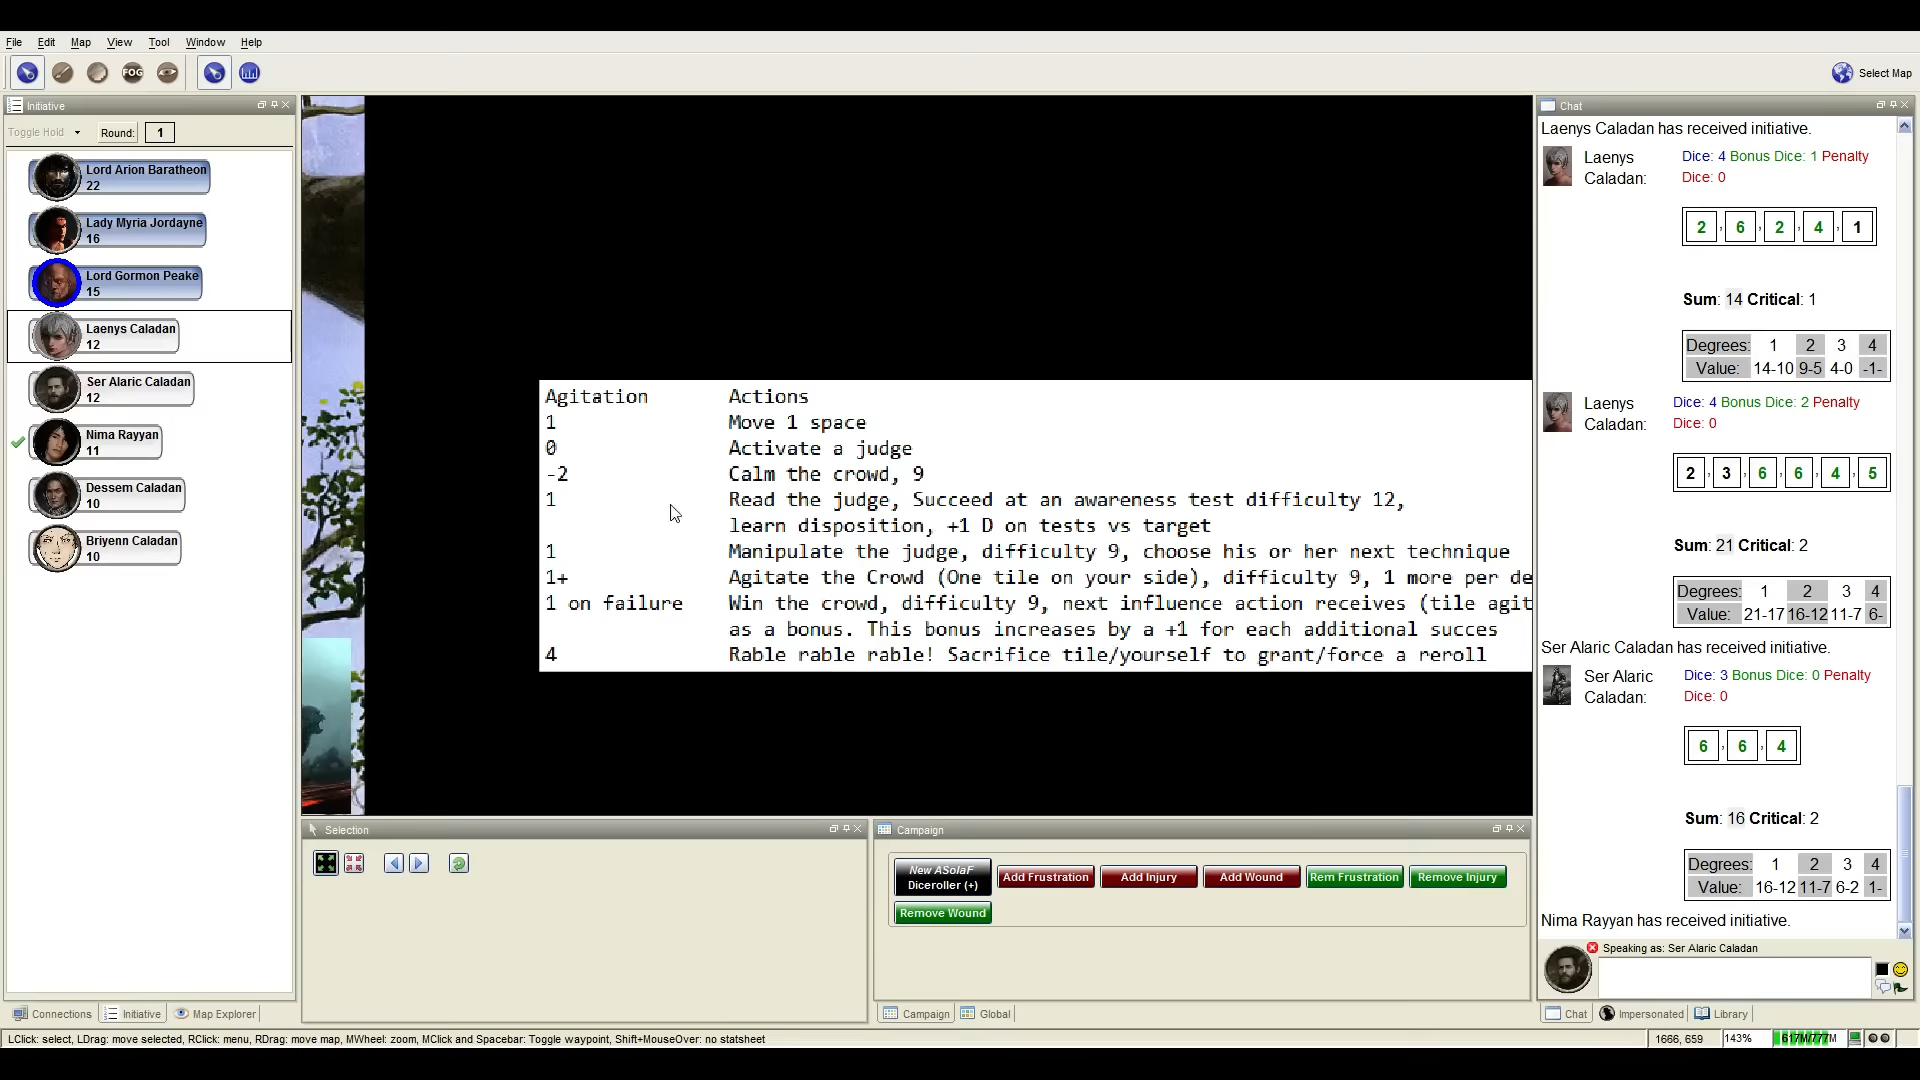 File Edit Map View Tool Window Help
FOG
Select Map
Initiative
Toggle Hold Round: 1
Lord Arion Baratheon
22
Lady Myria Jordayne
16
Lord Gormon Peake
15
Laenys Caladan
12
Ser Alaric Caladan
12
Nima Rayyan
11
Dessem Caladan
10
Briyenn Caladan
10
Connections Initiative Map Explorer
Agitation Actions
1 Move 1 space
0 Activate a judge
-2 Calm the crowd, 9
1 Read the judge, Succeed at an awareness test difficulty 12,
learn disposition, +1 D on tests vs target
1 Manipulate the judge, difficulty 9, choose his or her next technique
1+ Agitate the Crowd (One tile on your side), difficulty 9, 1 more per de
1 on failure Win the crowd, difficulty 9, next influence action receives (tile agit
as a bonus. This bonus increases by a +1 for each additional succes
4 Rable rable rable! Sacrifice tile/yourself to grant/force a reroll
Selection
Campaign
New ASoIaF
Diceroller (+)
Add Frustration Add Injury Add Wound Rem Frustration Remove Injury
Remove Wound
Campaign Global
Chat
Laenys Caladan has received initiative.
Laenys
Caladan:
Dice: 4 Bonus Dice: 1 Penalty
Dice: 0
2, 6, 2, 4, 1
Sum: 14 Critical: 1
Degrees: 1 2 3 4
Value: 14-10 9-5 4-0 -1-
Laenys
Caladan:
Dice: 4 Bonus Dice: 2 Penalty
Dice: 0
2, 3, 6, 6, 4, 5
Sum: 21 Critical: 2
Degrees: 1 2 3 4
Value: 21-17 16-12 11-7 6-
Ser Alaric Caladan has received initiative.
Ser Alaric
Caladan:
Dice: 3 Bonus Dice: 0 Penalty
Dice: 0
6, 6, 4
Sum: 16 Critical: 2
Degrees: 1 2 3 4
Value: 16-12 11-7 6-2 1-
Nima Rayyan has received initiative.
Speaking as: Ser Alaric Caladan
Chat Impersonated Library
LClick: select, LDrag: move selected, RClick: menu, RDrag: move map, MWheel: zoom, MClick and Spacebar: Toggle waypoint, Shift+MouseOver: no statsheet
1666, 659 143% 617M/777M